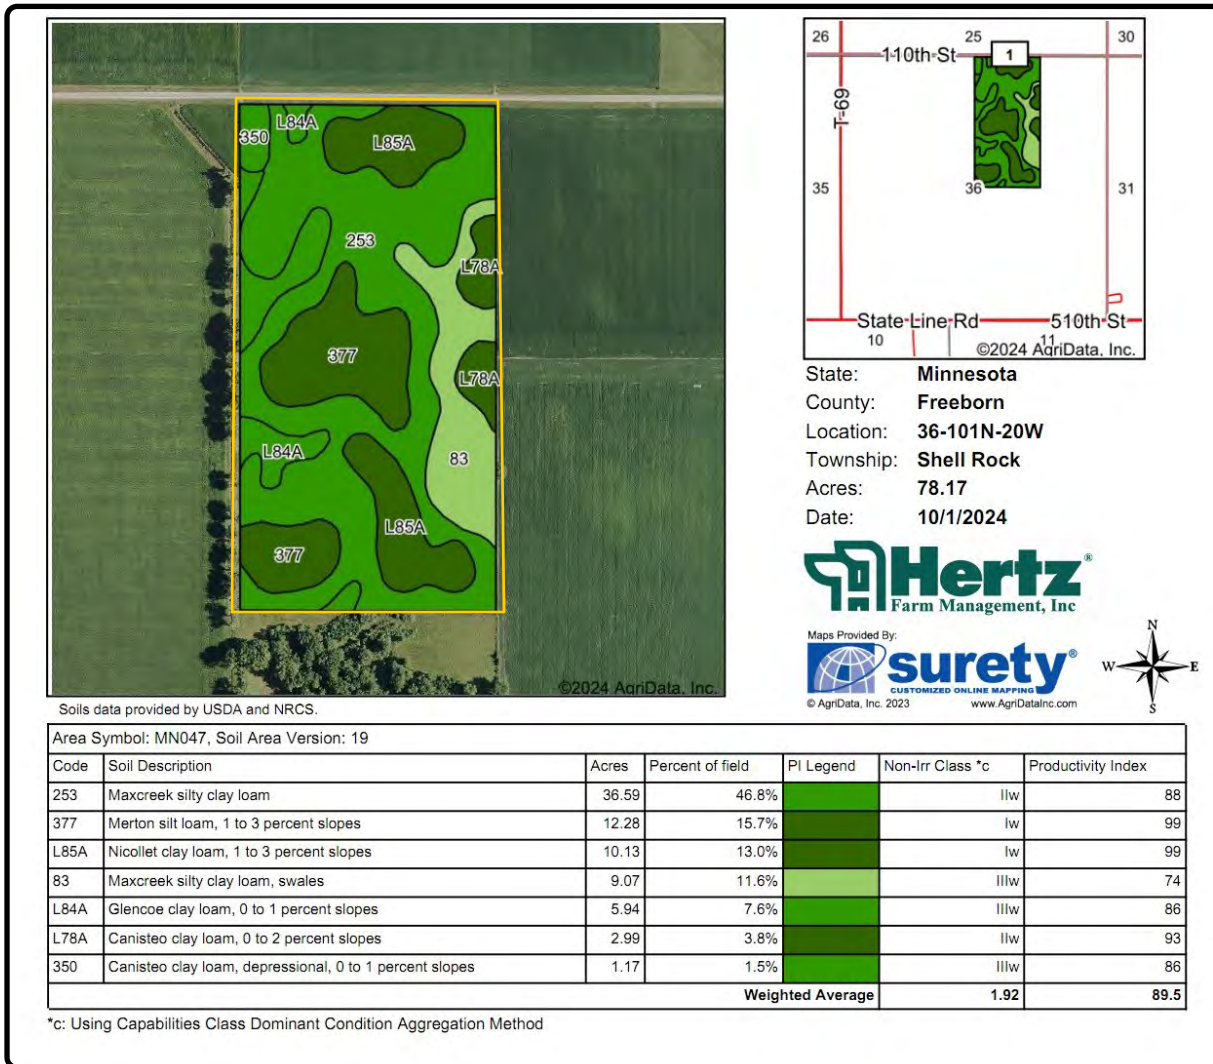 350
L84A
L85A
253
L78A
377
L78A
L84A
83
L85A
377
©2024 AgriData, Inc.
Soils data provided by USDA and NRCS.
26
25
30
110th-St
1
T-69
35
36
31
State Line Rd
510th St
10
11
©2024 AgriData, Inc.
State: Minnesota
County: Freeborn
Location: 36-101N-20W
Township: Shell Rock
Acres: 78.17
Date: 10/1/2024
Hertz®
Farm Management, Inc
Maps Provided By:
surety®
CUSTOMIZED ONLINE MAPPING
© AgriData, Inc. 2023 www.AgriDataInc.com
N
W E
S
Area Symbol: MN047, Soil Area Version: 19
Code Soil Description Acres Percent of field PI Legend Non-Irr Class *c Productivity Index
253 Maxcreek silty clay loam 36.59 46.8% IIw 88
377 Merton silt loam, 1 to 3 percent slopes 12.28 15.7% Iw 99
L85A Nicollet clay loam, 1 to 3 percent slopes 10.13 13.0% Iw 99
83 Maxcreek silty clay loam, swales 9.07 11.6% IIIw 74
L84A Glencoe clay loam, 0 to 1 percent slopes 5.94 7.6% IIIw 86
L78A Canisteo clay loam, 0 to 2 percent slopes 2.99 3.8% IIw 93
350 Canisteo clay loam, depressional, 0 to 1 percent slopes 1.17 1.5% IIIw 86
Weighted Average 1.92 89.5
*c: Using Capabilities Class Dominant Condition Aggregation Method